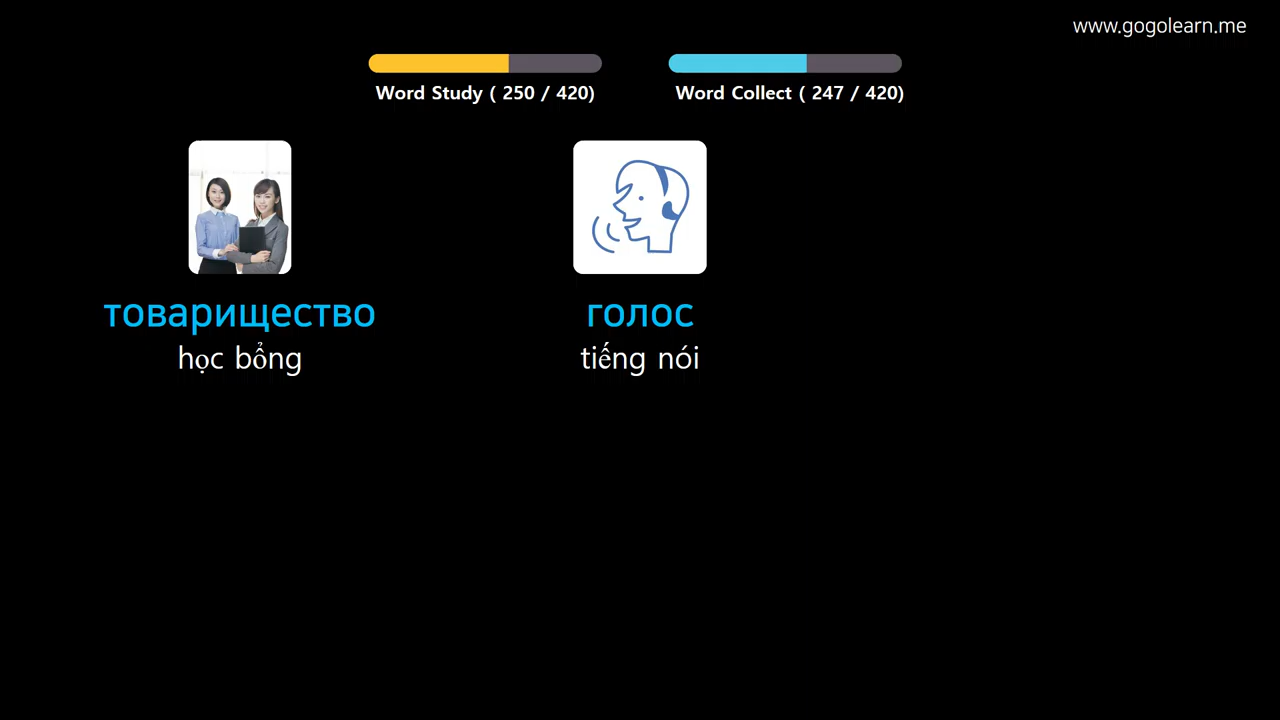 www.gogolearn.me
Word Study ( 250 / 420)
Word Collect ( 247 / 420)
товарищество
học bổng
голос
tiếng nói